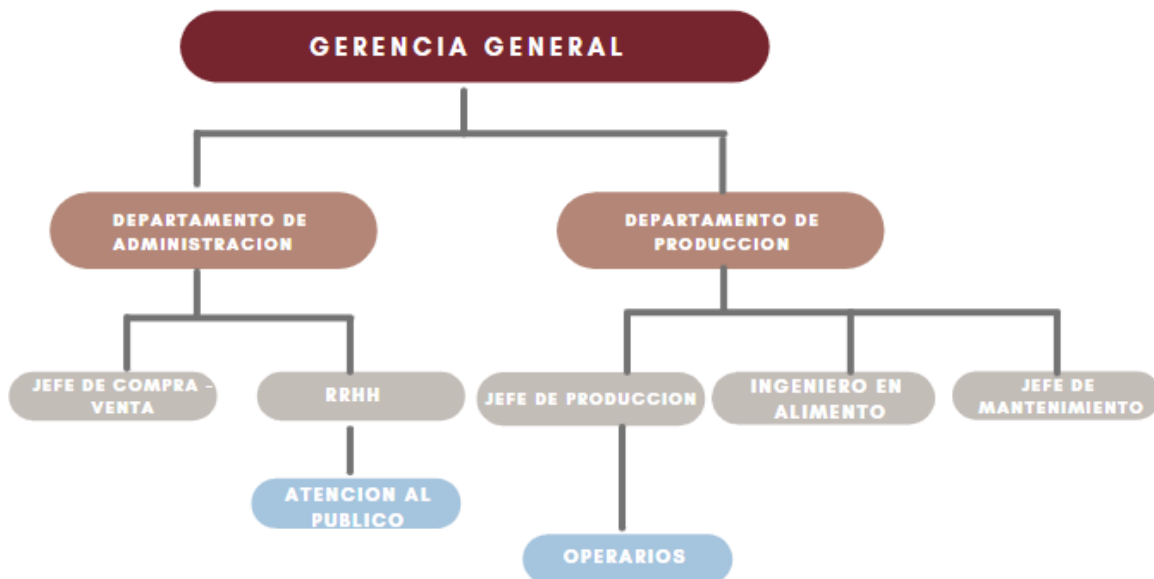 GERENCIA GENERAL
DEPARTAMENTO DE
ADMINISTRACION
DEPARTAMENTO DE
PRODUCCION
JEFE DE COMPRA -
VENTA
RRHH
JEFE DE PRODUCCION
INGENIERO EN
ALIMENTO
JEFE DE
MANTENIMIENTO
ATENCION AL
PUBLICO
OPERARIOS